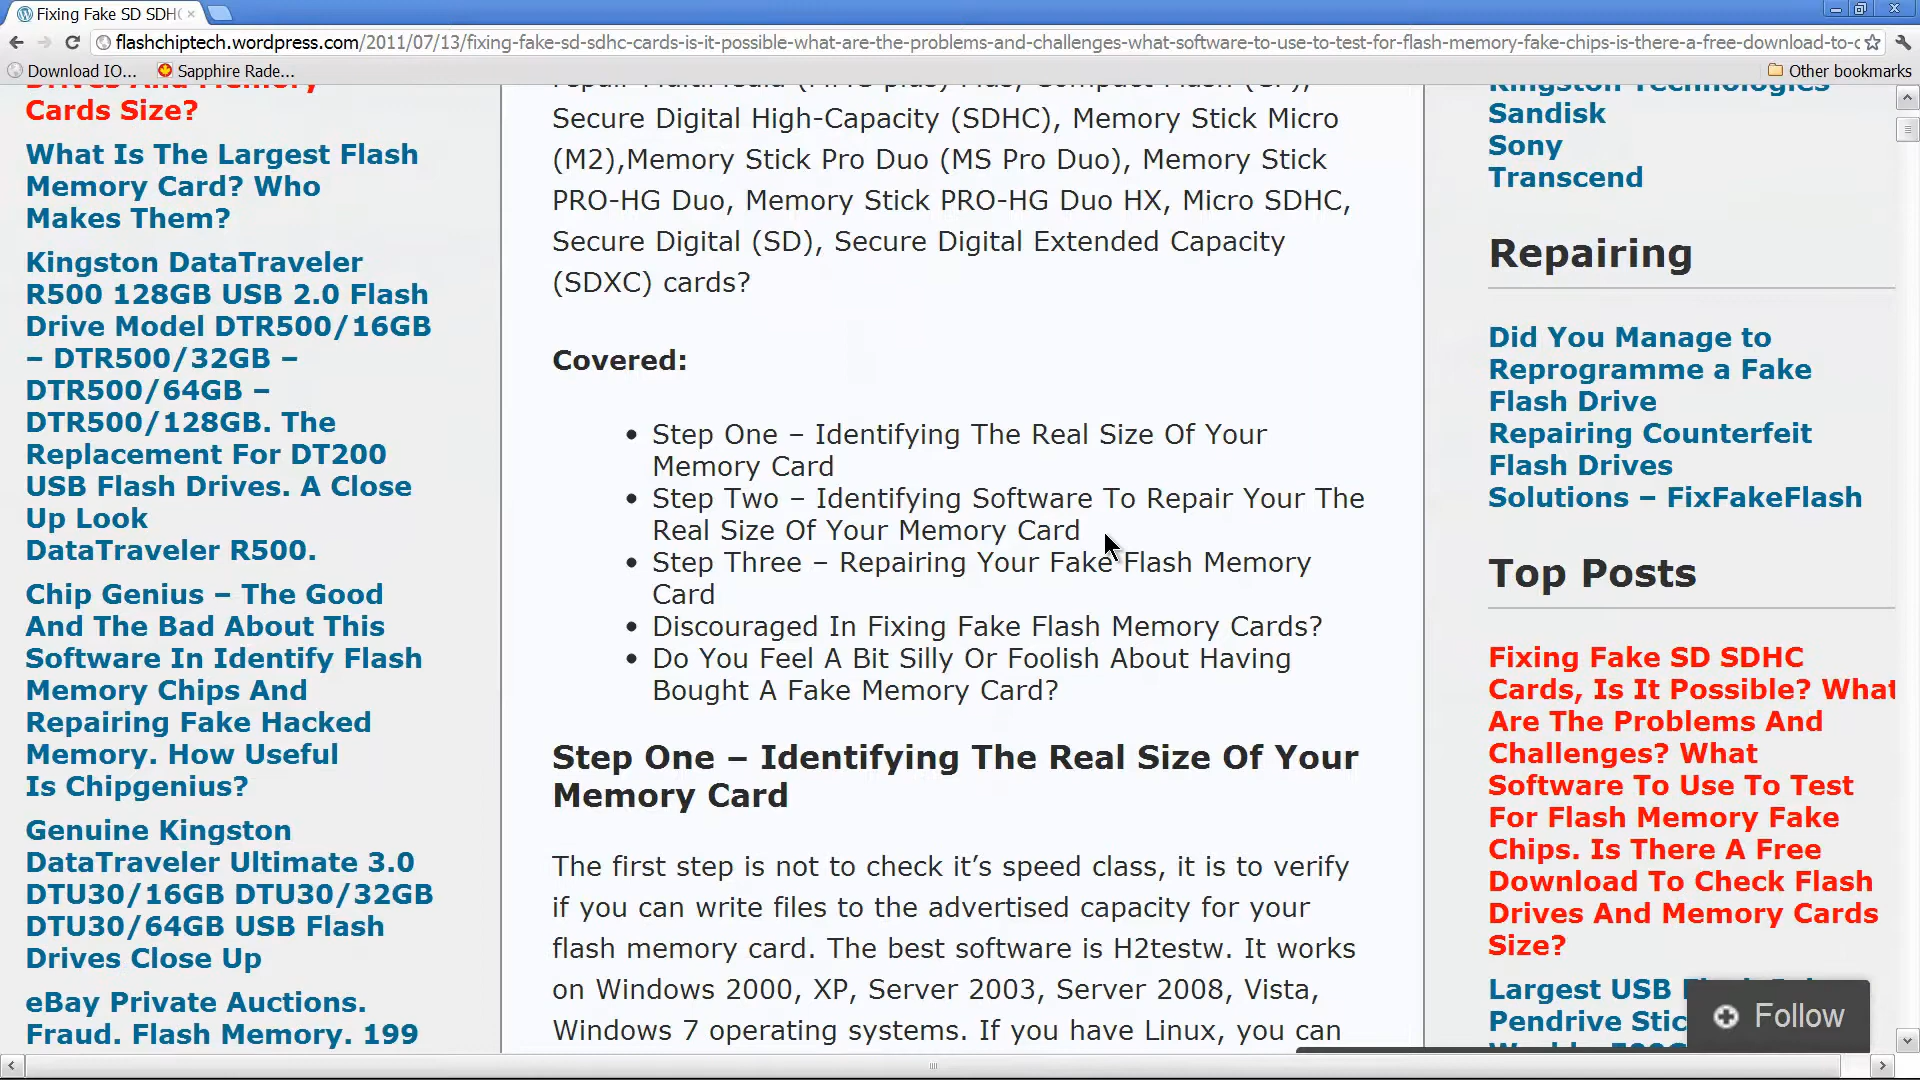 Fixing Fake SD SDH
flashchiptech.wordpress.com/2011/07/13/fixing-fake-sd-sdhc-cards-is-it-possible-what-are-the-problems-and-challenges-what-software-to-use-to-test-for-flash-memory-fake-chips-is-there-a-free-download-to-c
Download IO...
Sapphire Rade...
Other bookmarks
Drives And Memory
Cards Size?
What Is The Largest Flash
Memory Card? Who
Makes Them?
Kingston DataTraveler
R500 128GB USB 2.0 Flash
Drive Model DTR500/16GB
– DTR500/32GB –
DTR500/64GB –
DTR500/128GB. The
Replacement For DT200
USB Flash Drives. A Close
Up Look
DataTraveler R500.
Chip Genius – The Good
And The Bad About This
Software In Identify Flash
Memory Chips And
Repairing Fake Hacked
Memory. How Useful
Is Chipgenius?
Genuine Kingston
DataTraveler Ultimate 3.0
DTU30/16GB DTU30/32GB
DTU30/64GB USB Flash
Drives Close Up
eBay Private Auctions.
Fraud. Flash Memory. 199
Secure Digital High-Capacity (SDHC), Memory Stick Micro
(M2),Memory Stick Pro Duo (MS Pro Duo), Memory Stick
PRO-HG Duo, Memory Stick PRO-HG Duo HX, Micro SDHC,
Secure Digital (SD), Secure Digital Extended Capacity
(SDXC) cards?
Covered:
• Step One – Identifying The Real Size Of Your
Memory Card
• Step Two – Identifying Software To Repair Your The
Real Size Of Your Memory Card
• Step Three – Repairing Your Fake Flash Memory
Card
• Discouraged In Fixing Fake Flash Memory Cards?
• Do You Feel A Bit Silly Or Foolish About Having
Bought A Fake Memory Card?
Step One – Identifying The Real Size Of Your
Memory Card
The first step is not to check it’s speed class, it is to verify
if you can write files to the advertised capacity for your
flash memory card. The best software is H2testw. It works
on Windows 2000, XP, Server 2003, Server 2008, Vista,
Windows 7 operating systems. If you have Linux, you can
Kingston Technologies
Sandisk
Sony
Transcend
Repairing
Did You Manage to
Reprogramme a Fake
Flash Drive
Repairing Counterfeit
Flash Drives
Solutions – FixFakeFlash
Top Posts
Fixing Fake SD SDHC
Cards, Is It Possible? What
Are The Problems And
Challenges? What
Software To Use To Test
For Flash Memory Fake
Chips. Is There A Free
Download To Check Flash
Drives And Memory Cards
Size?
Largest USB
Pendrive Stic
Follow